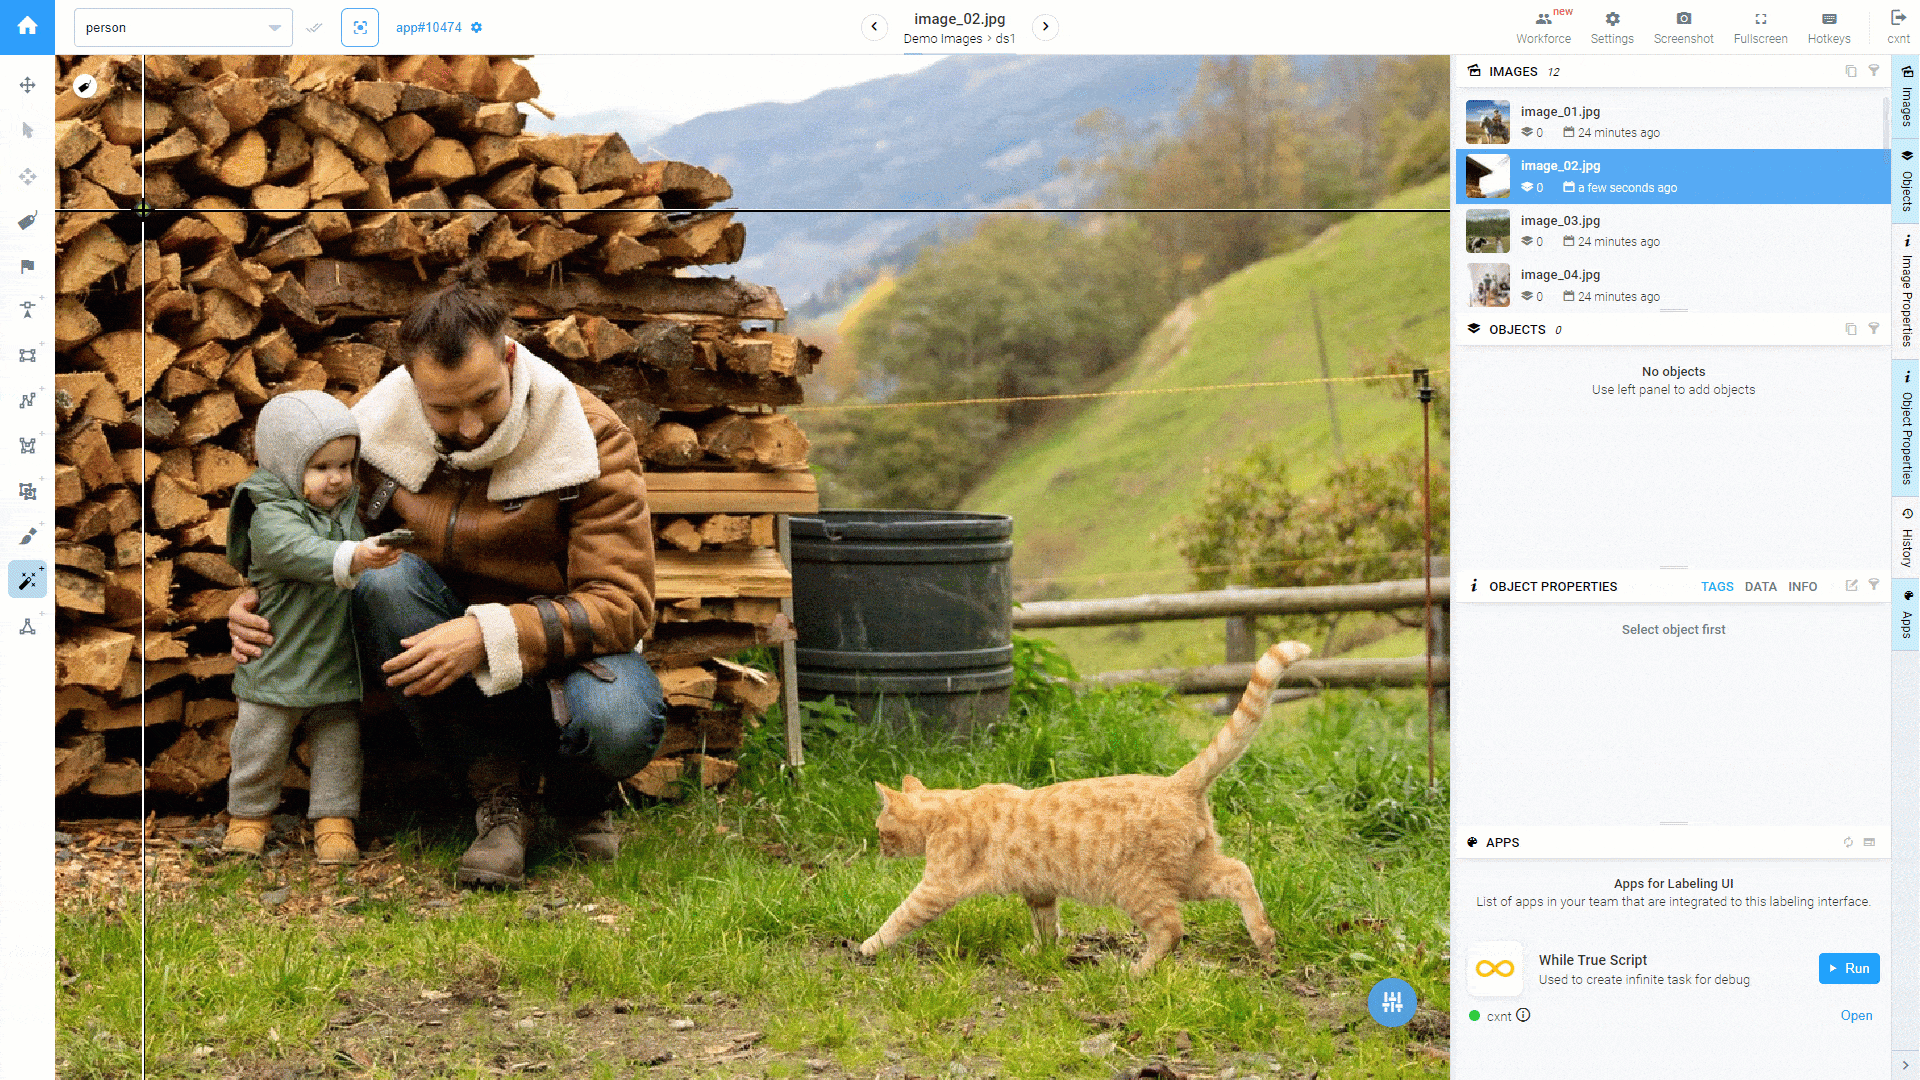 person
app#10474
image_02.jpg
Demo Images > ds1
new
Workforce
Settings
Screenshot
Fullscreen
Hotkeys
cxnt
IMAGES 12
image_01.jpg
0 24 minutes ago
image_02.jpg
0 a few seconds ago
image_03.jpg
0 24 minutes ago
image_04.jpg
0 24 minutes ago
OBJECTS 0
No objects
Use left panel to add objects
OBJECT PROPERTIES TAGS DATA INFO
Select object first
APPS
Apps for Labeling UI
List of apps in your team that are integrated to this labeling interface.
While True Script
Used to create infinite task for debug
Run
cxnt
Open
Images
Objects
Image Properties
Object Properties
History
Apps